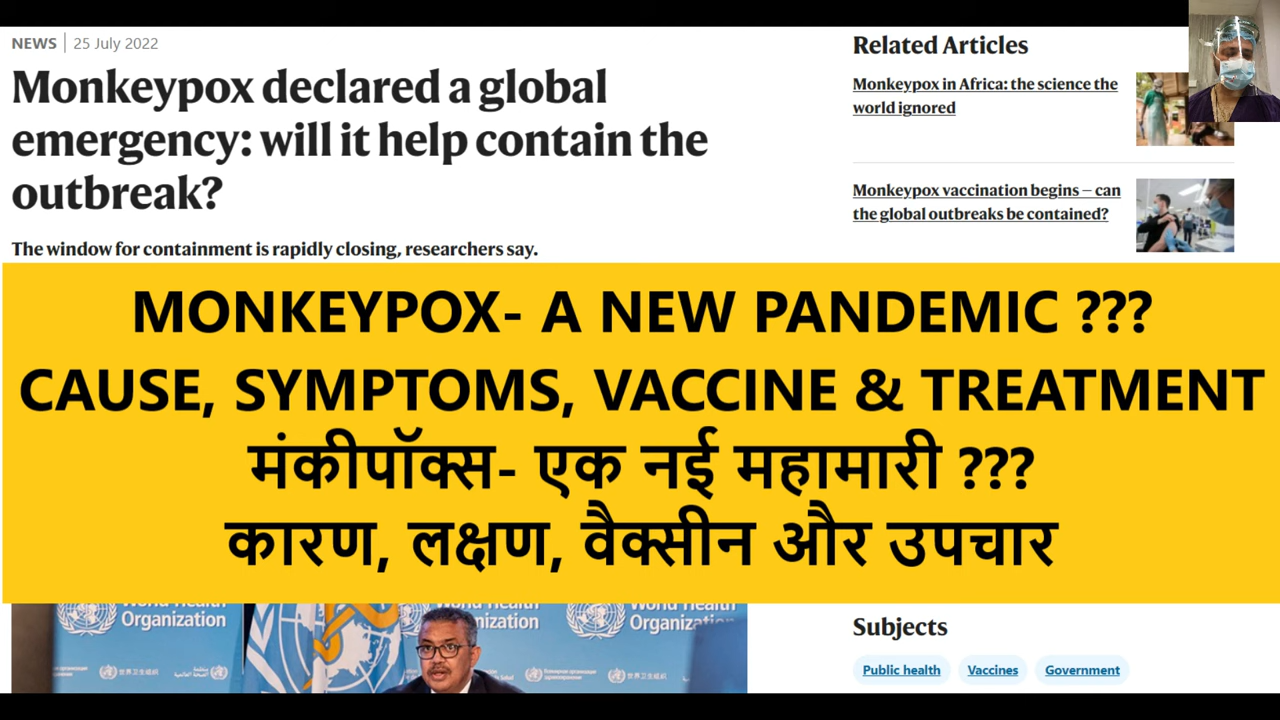 NEWS | 25 July 2022
Monkeypox declared a global
emergency: will it help contain the
outbreak?
The window for containment is rapidly closing, researchers say.
Related Articles
Monkeypox in Africa: the science the
world ignored
Monkeypox vaccination begins – can
the global outbreaks be contained?
MONKEYPOX- A NEW PANDEMIC ???
CAUSE, SYMPTOMS, VACCINE & TREATMENT
मंकीपॉक्स- एक नई महामारी ???
कारण, लक्षण, वैक्सीन और उपचार
World Health
Organization
World Health
Organization
Subjects
Public health
Vaccines
Government